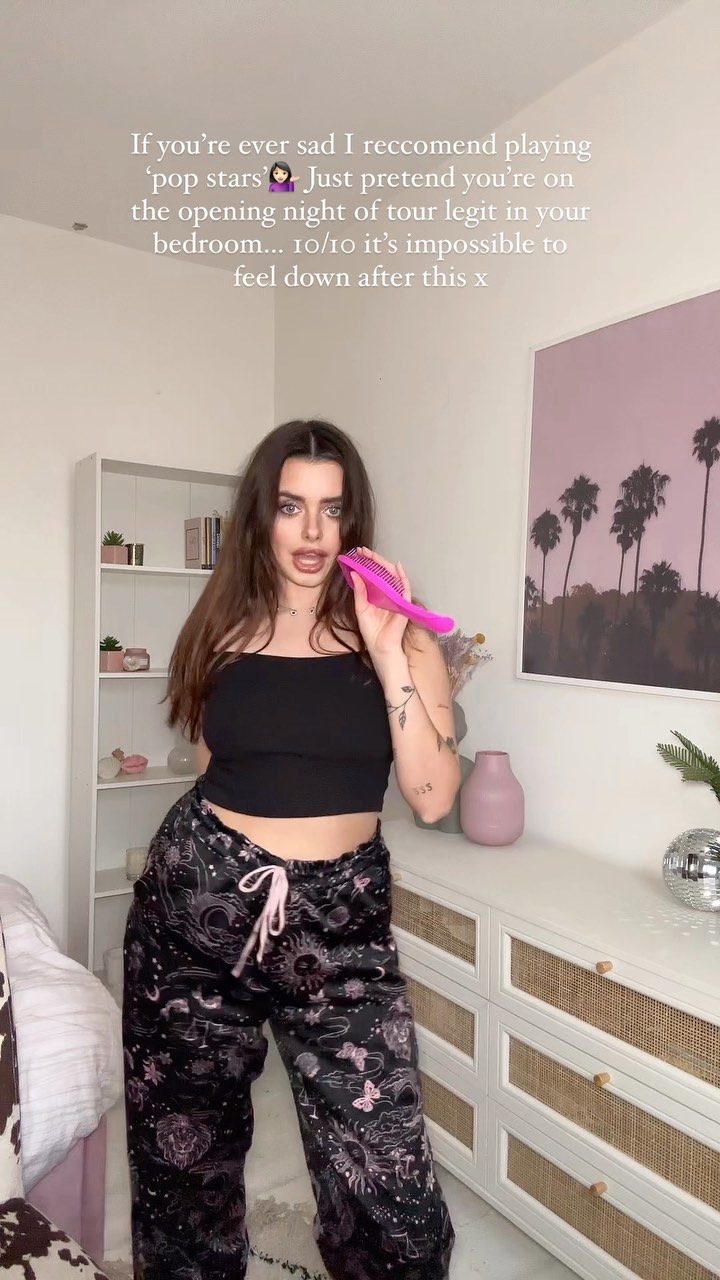 If you’re ever sad I reccomend playing
‘pop stars’💁🏻‍♀️ Just pretend you’re on
the opening night of tour legit in your
bedroom... 10/10 it’s impossible to
feel down after this x